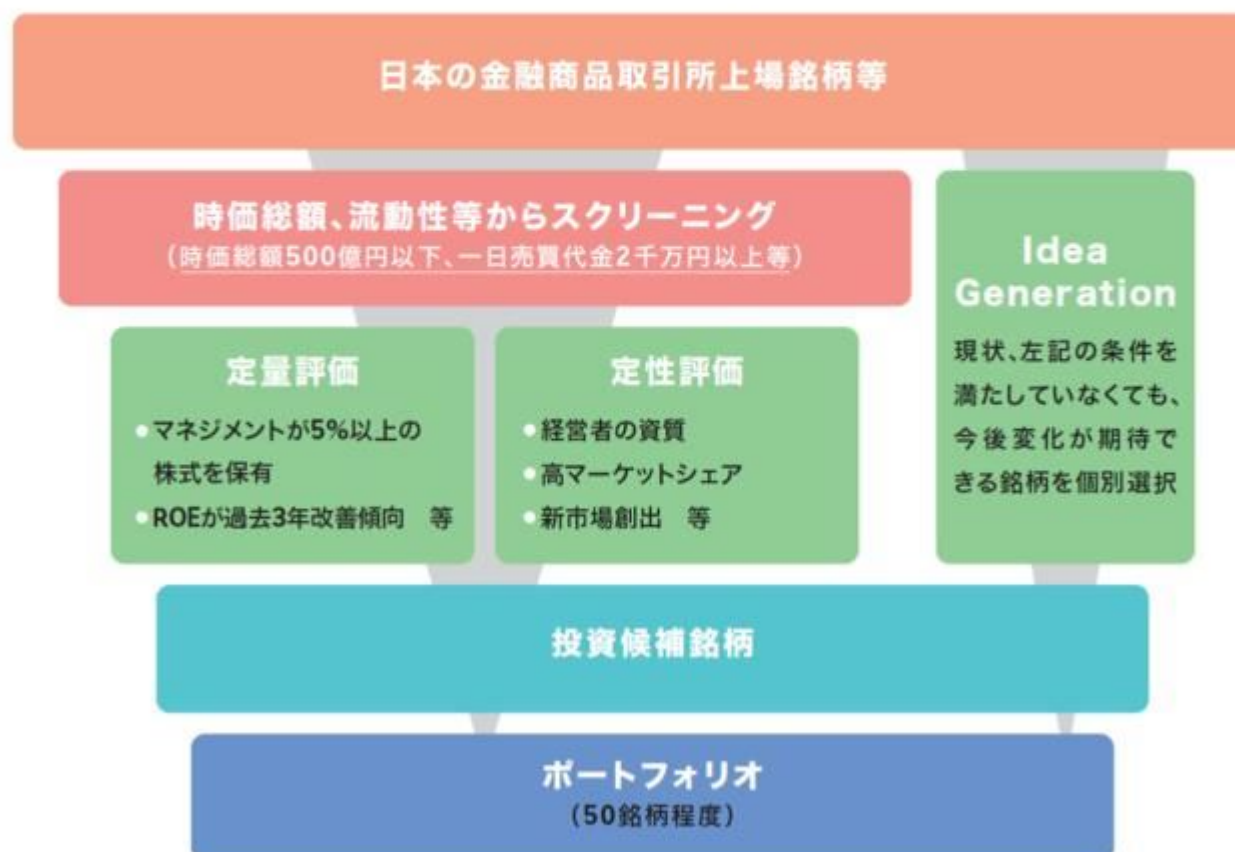 日本の金融商品取引所上場銘柄等
時価総額、流動性等からスクリーニング
（時価総額500億円以下、一日売買代金2千万円以上等）
定量評価
●マネジメントが5%以上の
株式を保有
●ROEが過去3年改善傾向　等
定性評価
●経営者の資質
●高マーケットシェア
●新市場創出　等
Idea
Generation
現状、左記の条件を
満たしていなくても、
今後変化が期待で
きる銘柄を個別選択
投資候補銘柄
ポートフォリオ
（50銘柄程度）